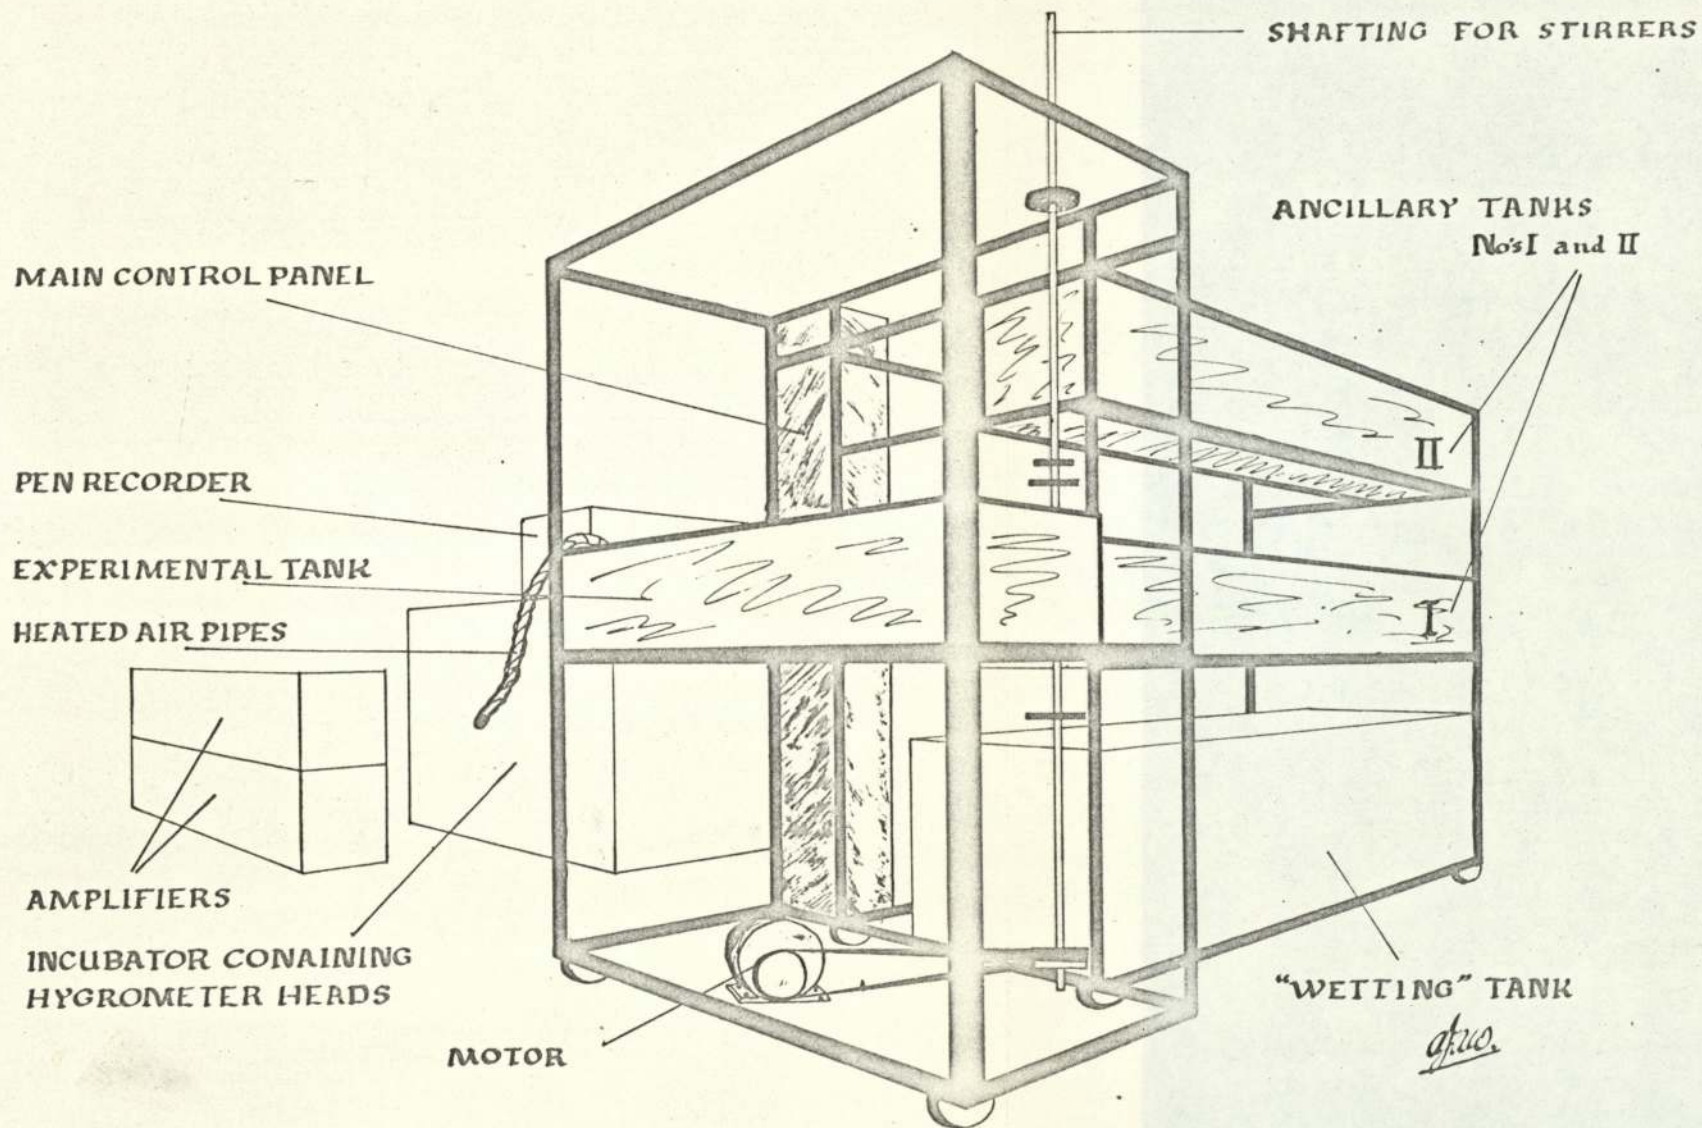 SHAFTING FOR STIRRERS
ANCILLARY TANKS
No's I and II
MAIN CONTROL PANEL
PEN RECORDER
EXPERIMENTAL TANK
HEATED AIR PIPES
II
I
AMPLIFIERS
INCUBATOR CONAINING
HYGROMETER HEADS
MOTOR
"WETTING" TANK